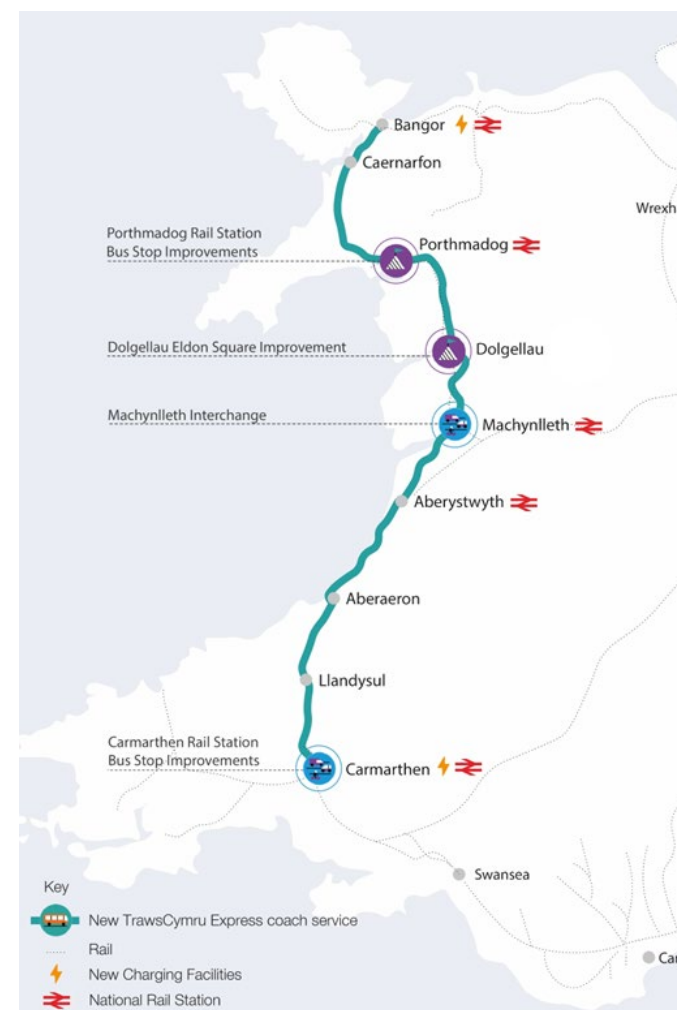 Bangor
Caernarfon
Wrexh
Porthmadog Rail Station
Bus Stop Improvements
Porthmadog
Dolgellau Eldon Square Improvement
Dolgellau
Machynlleth Interchange
Machynlleth
Aberystwyth
Aberaeron
Llandysul
Carmarthen Rail Station
Bus Stop Improvements
Carmarthen
Swansea
Key
New TrawsCymru Express coach service
Rail
New Charging Facilities
National Rail Station
Car